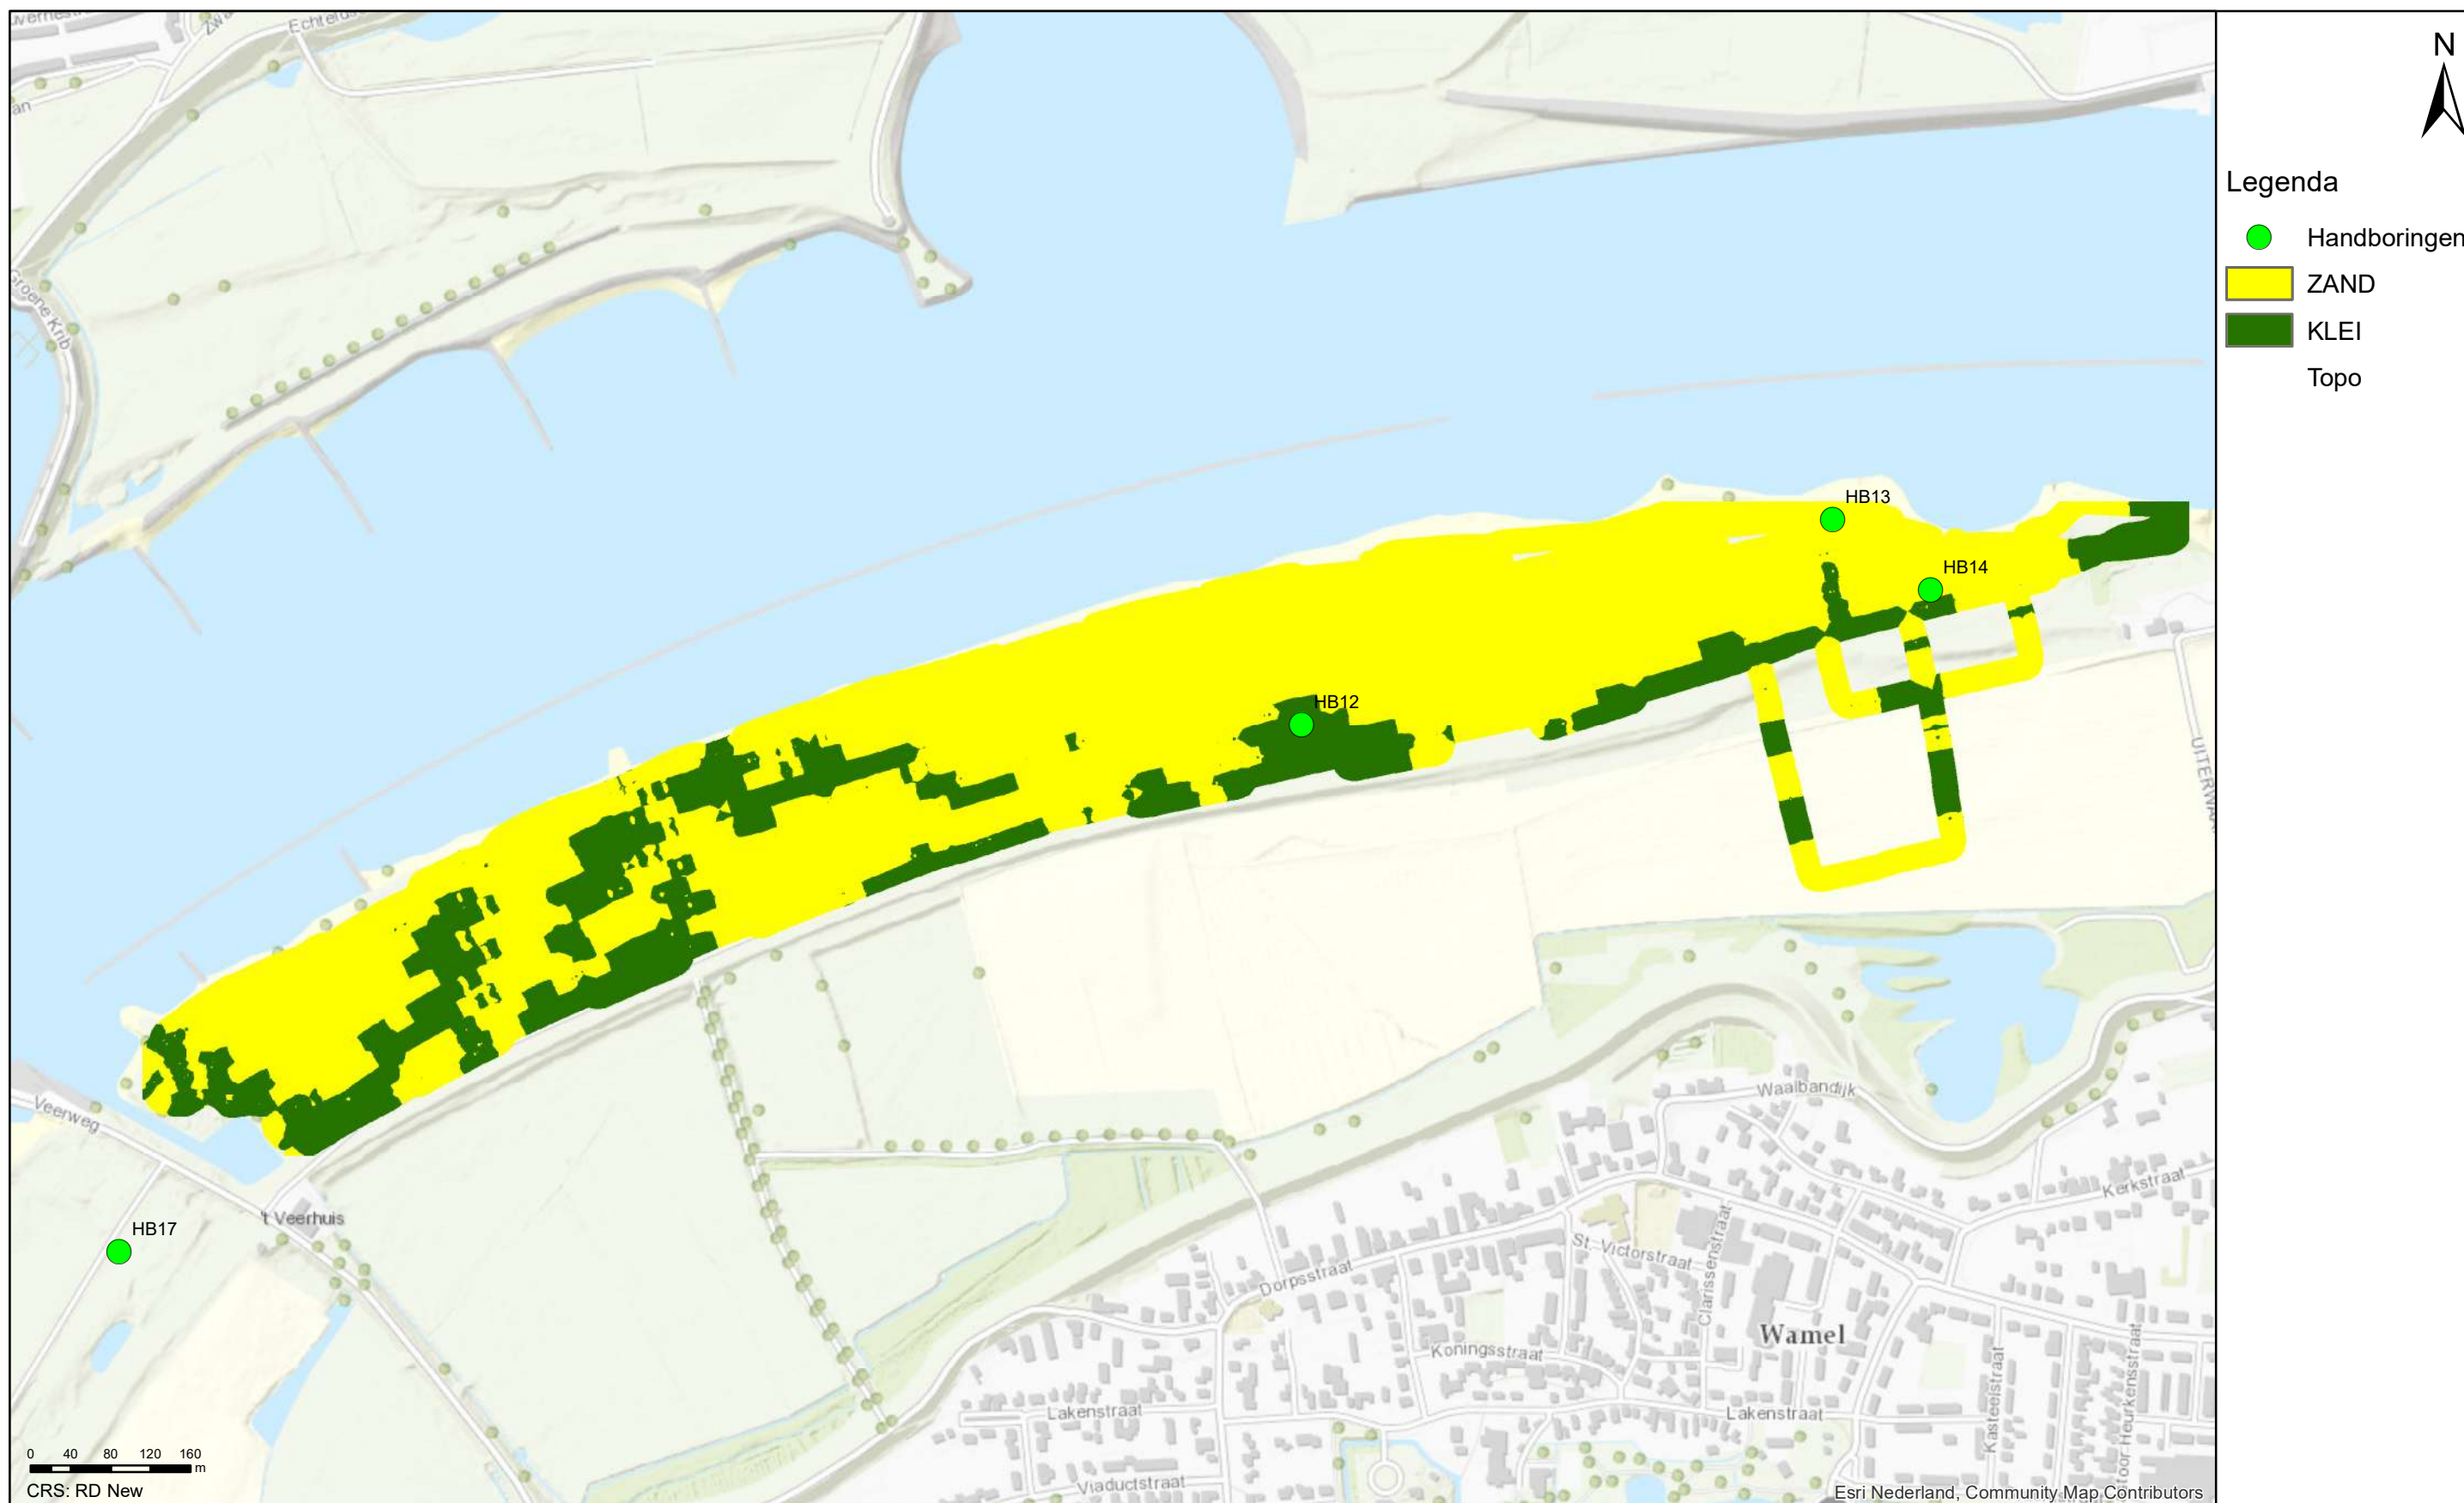 Echtelds
N
Legenda
Handboringen
ZAND
KLEI
Topo
Groene Krib
HB13
HB14
HB12
Veerweg
't Veerhuis
HB17
Waalbandijk
Kerkstraat
St. Victorstraat
Clarissenstraat
Dorpsstraat
Koningsstraat
Wamel
Lakenstraat
Lakenstraat
Kasteelstraat
Viaductstraat
0 40 80 120 160
m
CRS: RD New
Esri Nederland, Community Map Contributors